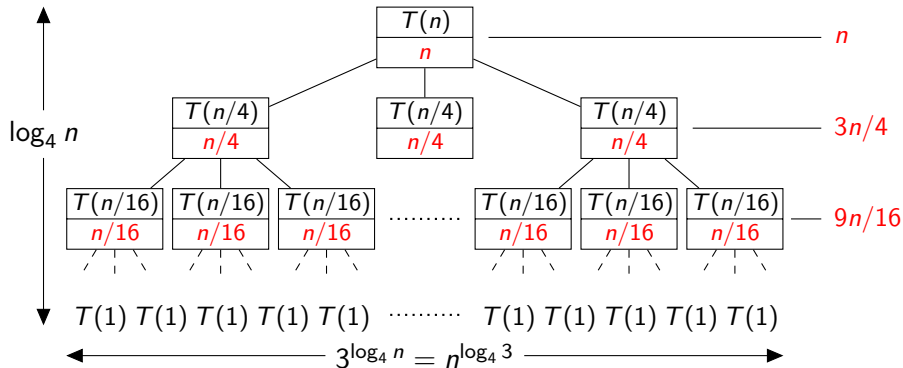 T(n)
n
n
T(n/4) T(n/4) T(n/4)
log₄ n
n/4 n/4 n/4
3n/4
T(n/16) T(n/16) T(n/16) T(n/16) T(n/16) T(n/16)
n/16 n/16 n/16 .......... n/16 n/16 n/16
9n/16
T(1) T(1) T(1) T(1) T(1) .......... T(1) T(1) T(1) T(1) T(1)
3^{log₄ n} = n^{log₄ 3}